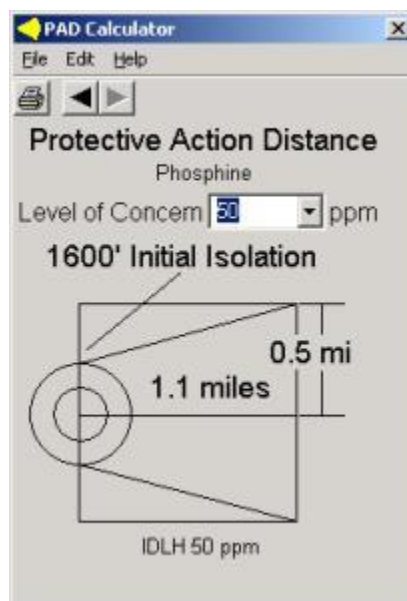 PAD Calculator
File Edit Help
Protective Action Distance
Phosphine
Level of Concern 50 ppm
1600' Initial Isolation
0.5 mi
1.1 miles
IDLH 50 ppm